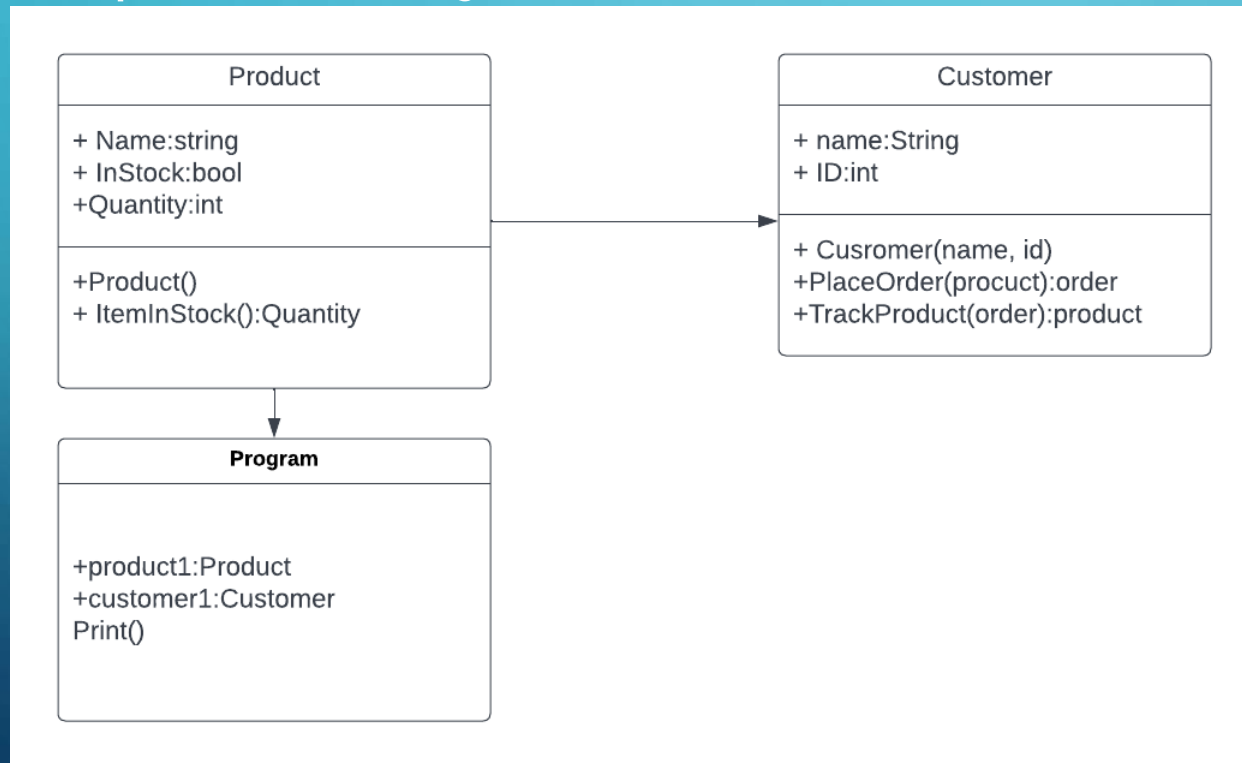 Product
+ Name:string
+ InStock:bool
+Quantity:int
+Product()
+ ItemInStock():Quantity
Customer
+ name:String
+ ID:int
+ Cusromer(name, id)
+PlaceOrder(procuct):order
+TrackProduct(order):product
Program
+product1:Product
+customer1:Customer
Print()